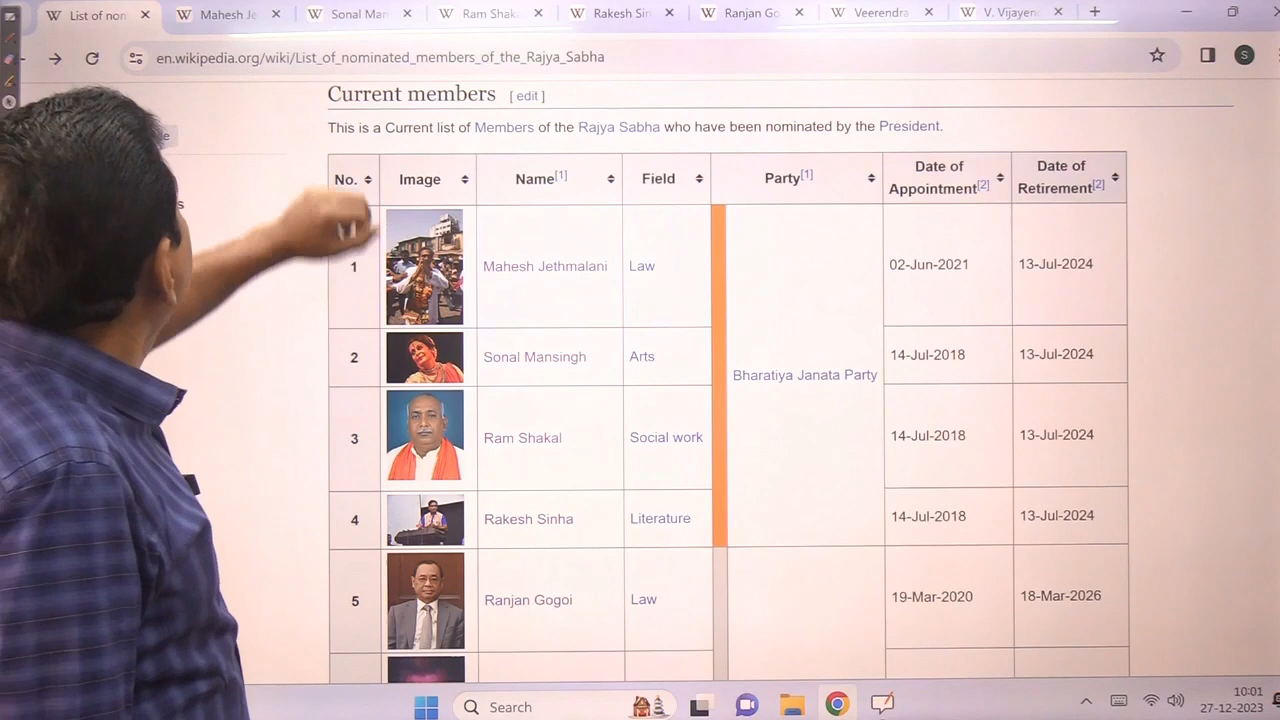 List of non
Mahesh Je
Sonal Man
Ram Shak
Rakesh Sin
Ranjan Go
Veerendra
V. Vijayen
en.wikipedia.org/wiki/List_of_nominated_members_of_the_Rajya_Sabha
S
Current members [ edit ]
This is a Current list of Members of the Rajya Sabha who have been nominated by the President.
No. Image Name[1] Field Party[1] Date of Appointment[2] Date of Retirement[2]
1 Mahesh Jethmalani Law 02-Jun-2021 13-Jul-2024
2 Sonal Mansingh Arts 14-Jul-2018 13-Jul-2024
Bharatiya Janata Party
3 Ram Shakal Social work 14-Jul-2018 13-Jul-2024
4 Rakesh Sinha Literature 14-Jul-2018 13-Jul-2024
5 Ranjan Gogoi Law 19-Mar-2020 18-Mar-2026
Search
10:01
27-12-2023